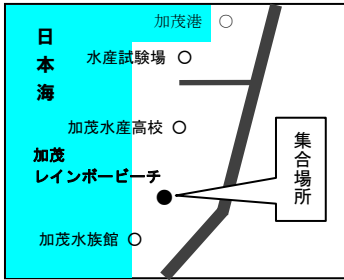 加茂港
日本海
水産試験場
加茂水産高校
集合場所
加茂
レインボービーチ
加茂水族館